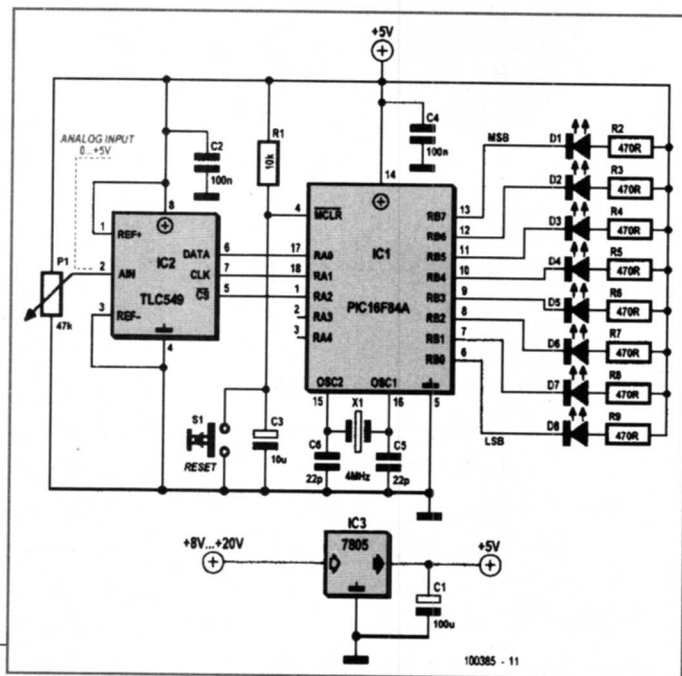 +5V
ANALOG INPUT
0...+5V
C2
100n
R1
10k
C4
100n
MSB
D1
R2
470R
D2
R3
470R
D3
R4
470R
D4
R5
470R
D5
R6
470R
D6
R7
470R
D7
R8
470R
D8
R9
470R
LSB
8
1
REF+
P1
2
AIN
47k
3
REF–
IC2
TLC549
DATA
6
CLK
7
CS
5
4
14
4
MCLR
IC1
PIC16F84A
17
RA0
18
RA1
1
RA2
2
RA3
3
RA4
RB7
13
RB6
12
RB5
11
RB4
10
RB3
9
RB2
8
RB1
7
RB0
6
OSC2
OSC1
15
16
5
X1
4MHz
C6
22p
C5
22p
S1
RESET
C3
10u
IC3
7805
+8V...+20V
+5V
C1
100u
100385 - 11